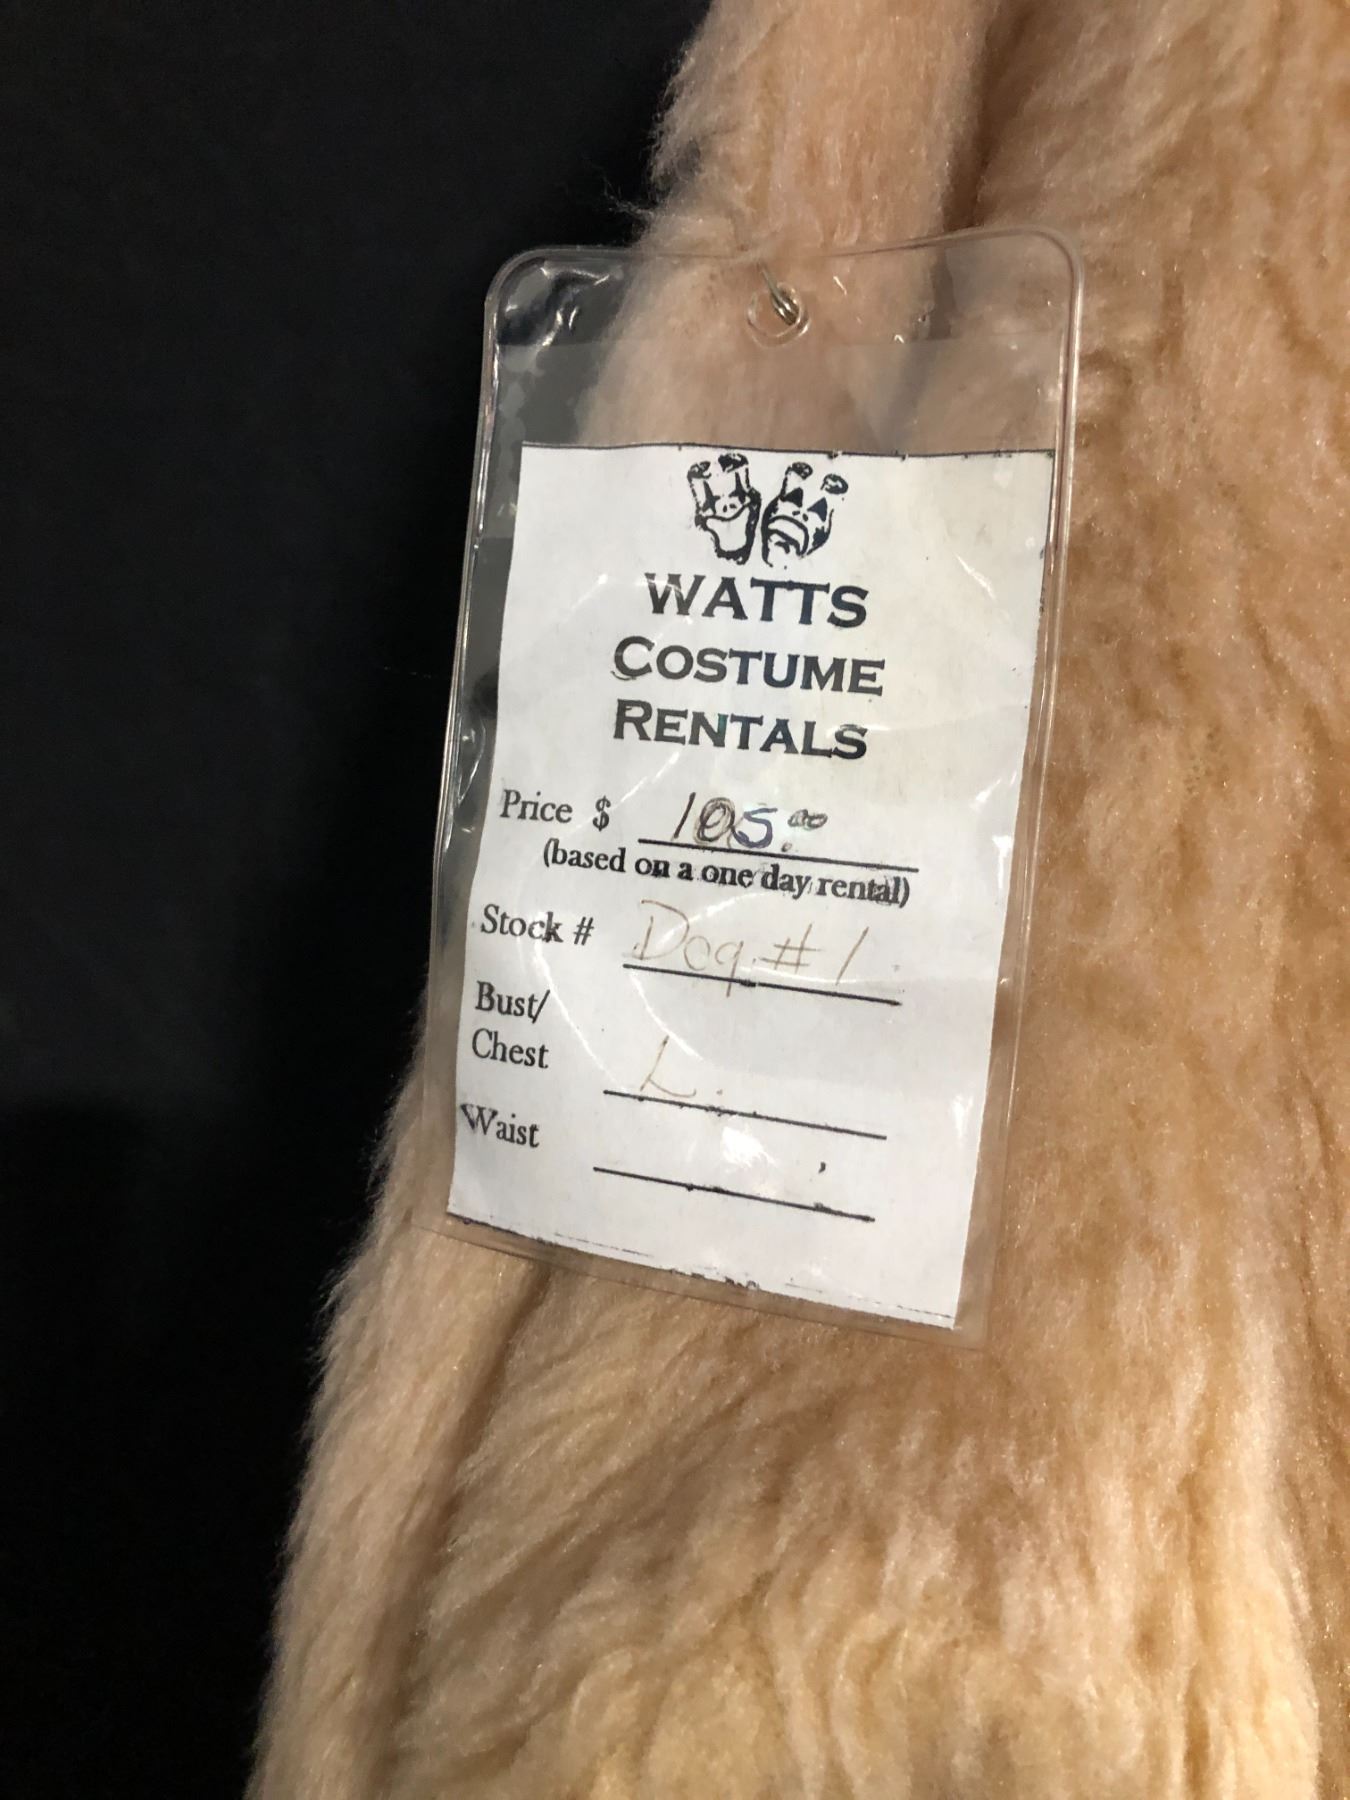 WATTS
COSTUME
RENTALS
Price $ 105.00
(based on a one day rental)
Stock # Dog #1
Bust/
Chest L.
Waist